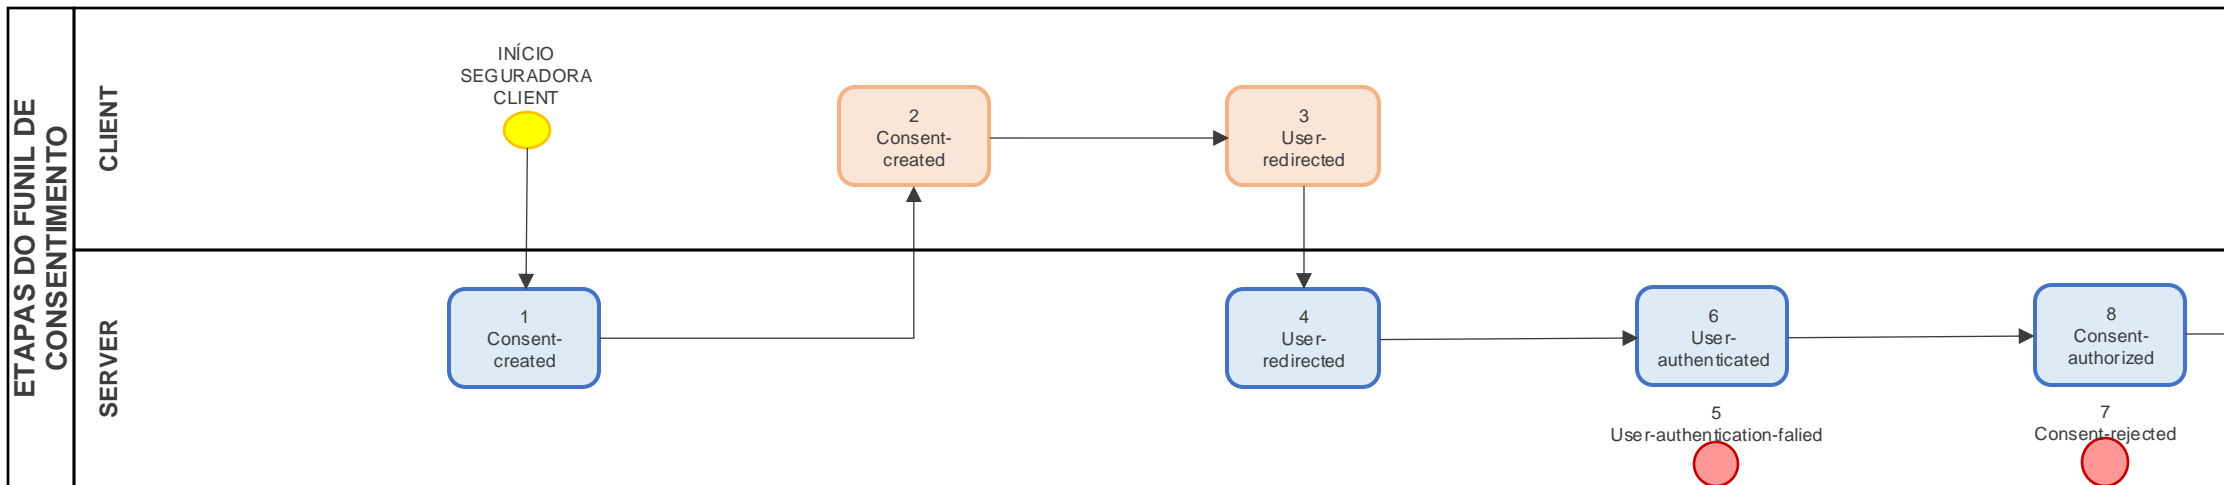 ETAPAS DO FUNIL DE
CONSENTIMENTO
CLIENT
INÍCIO
SEGURADORA
CLIENT
2
Consent-
created
3
User-
redirected
SERVER
1
Consent-
created
4
User-
redirected
6
User-
authenticated
8
Consent-
authorized
5
User-authentication-falied
7
Consent-rejected